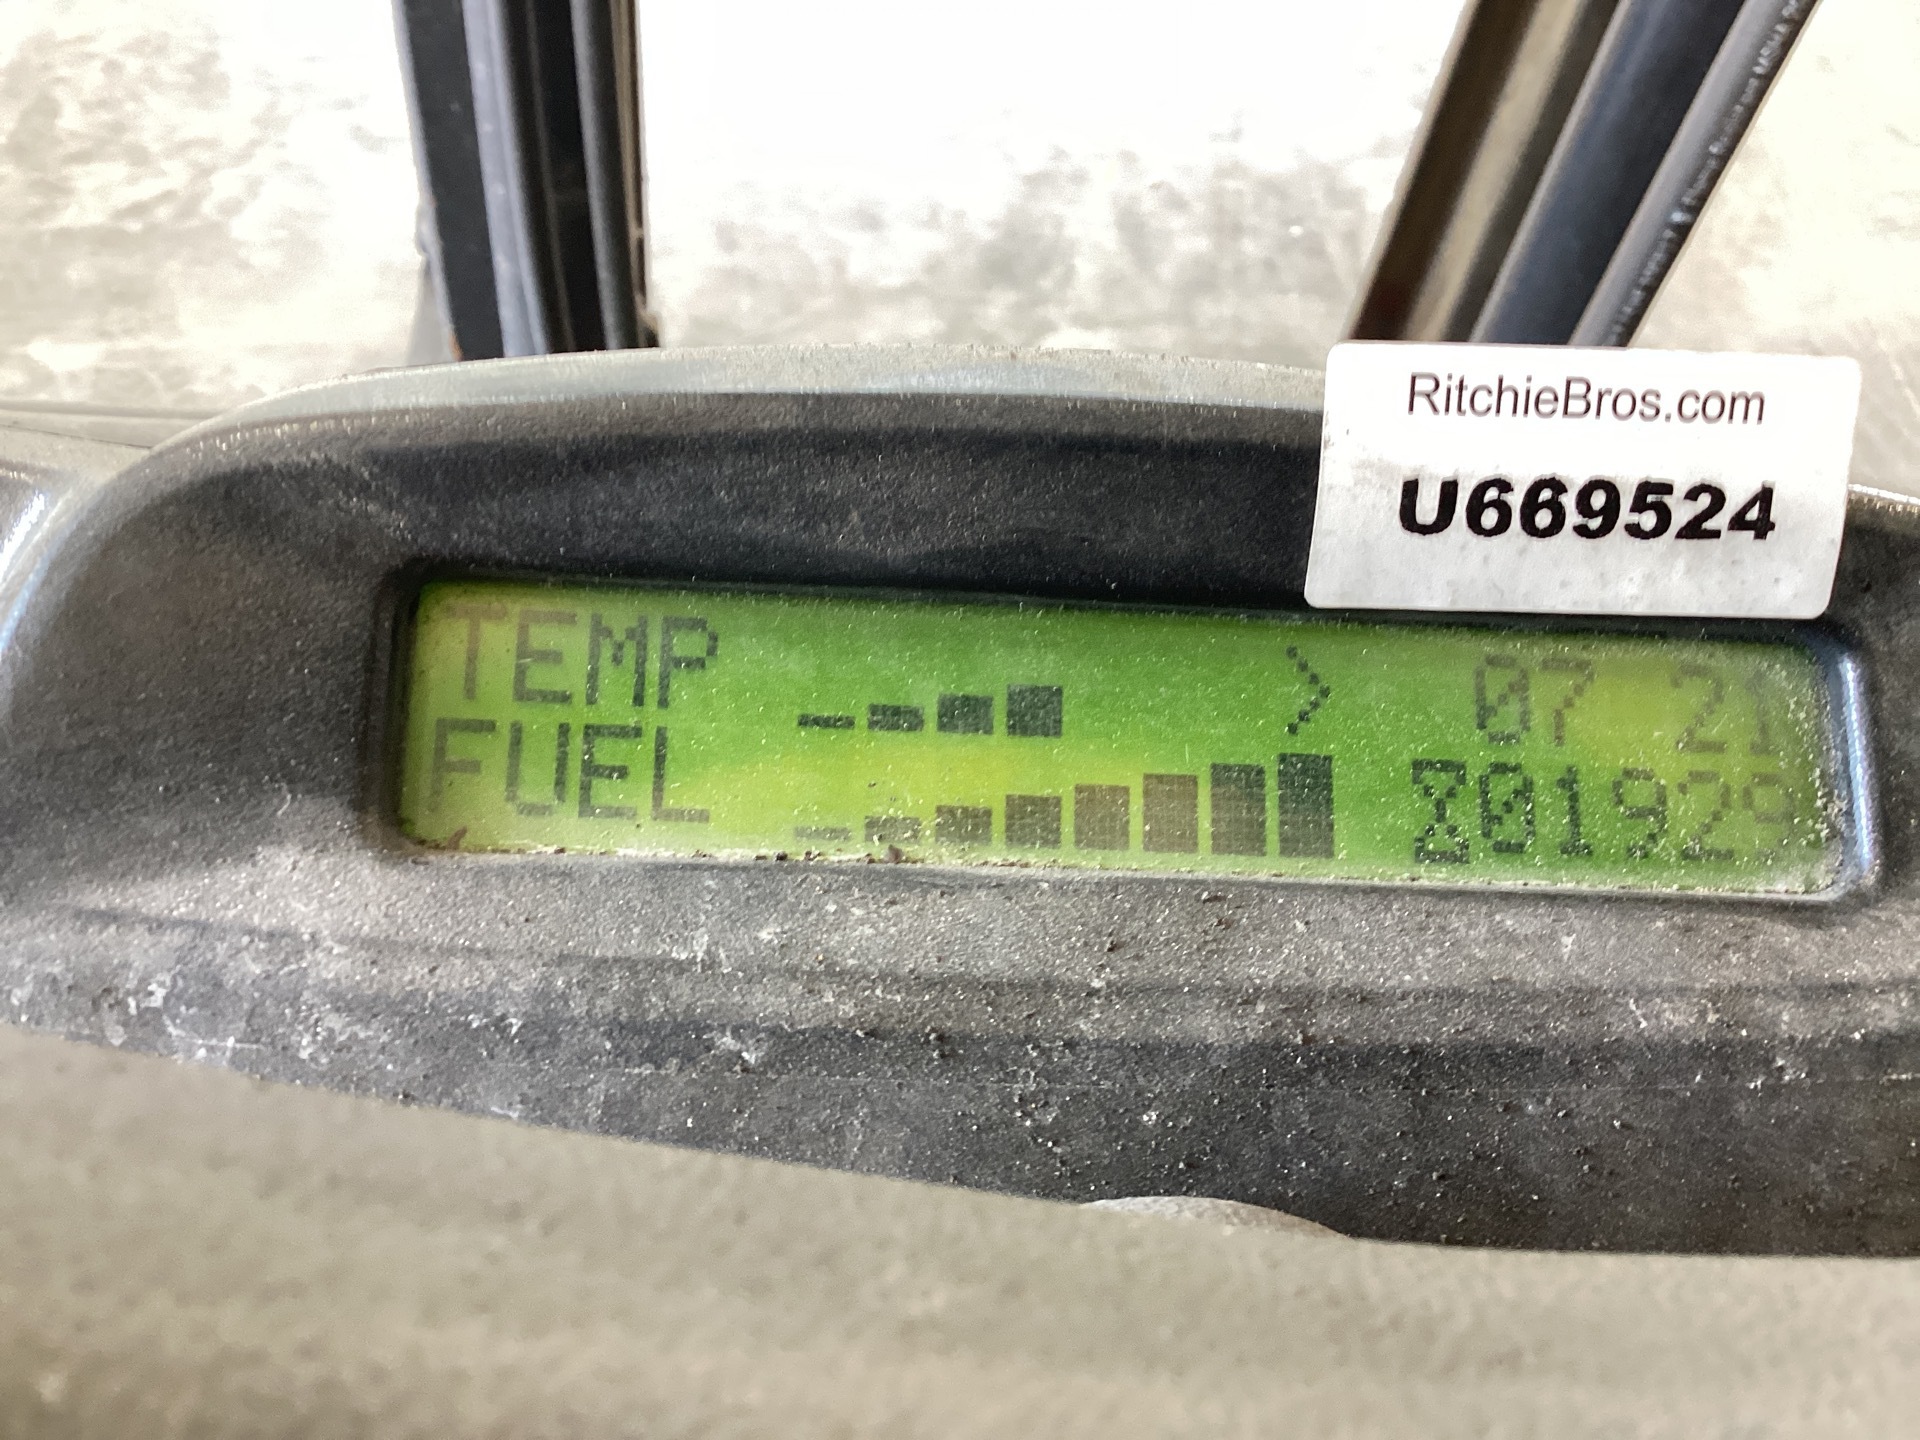 RitchieBros.com
U669524
TEMP > 07 21
FUEL 01929